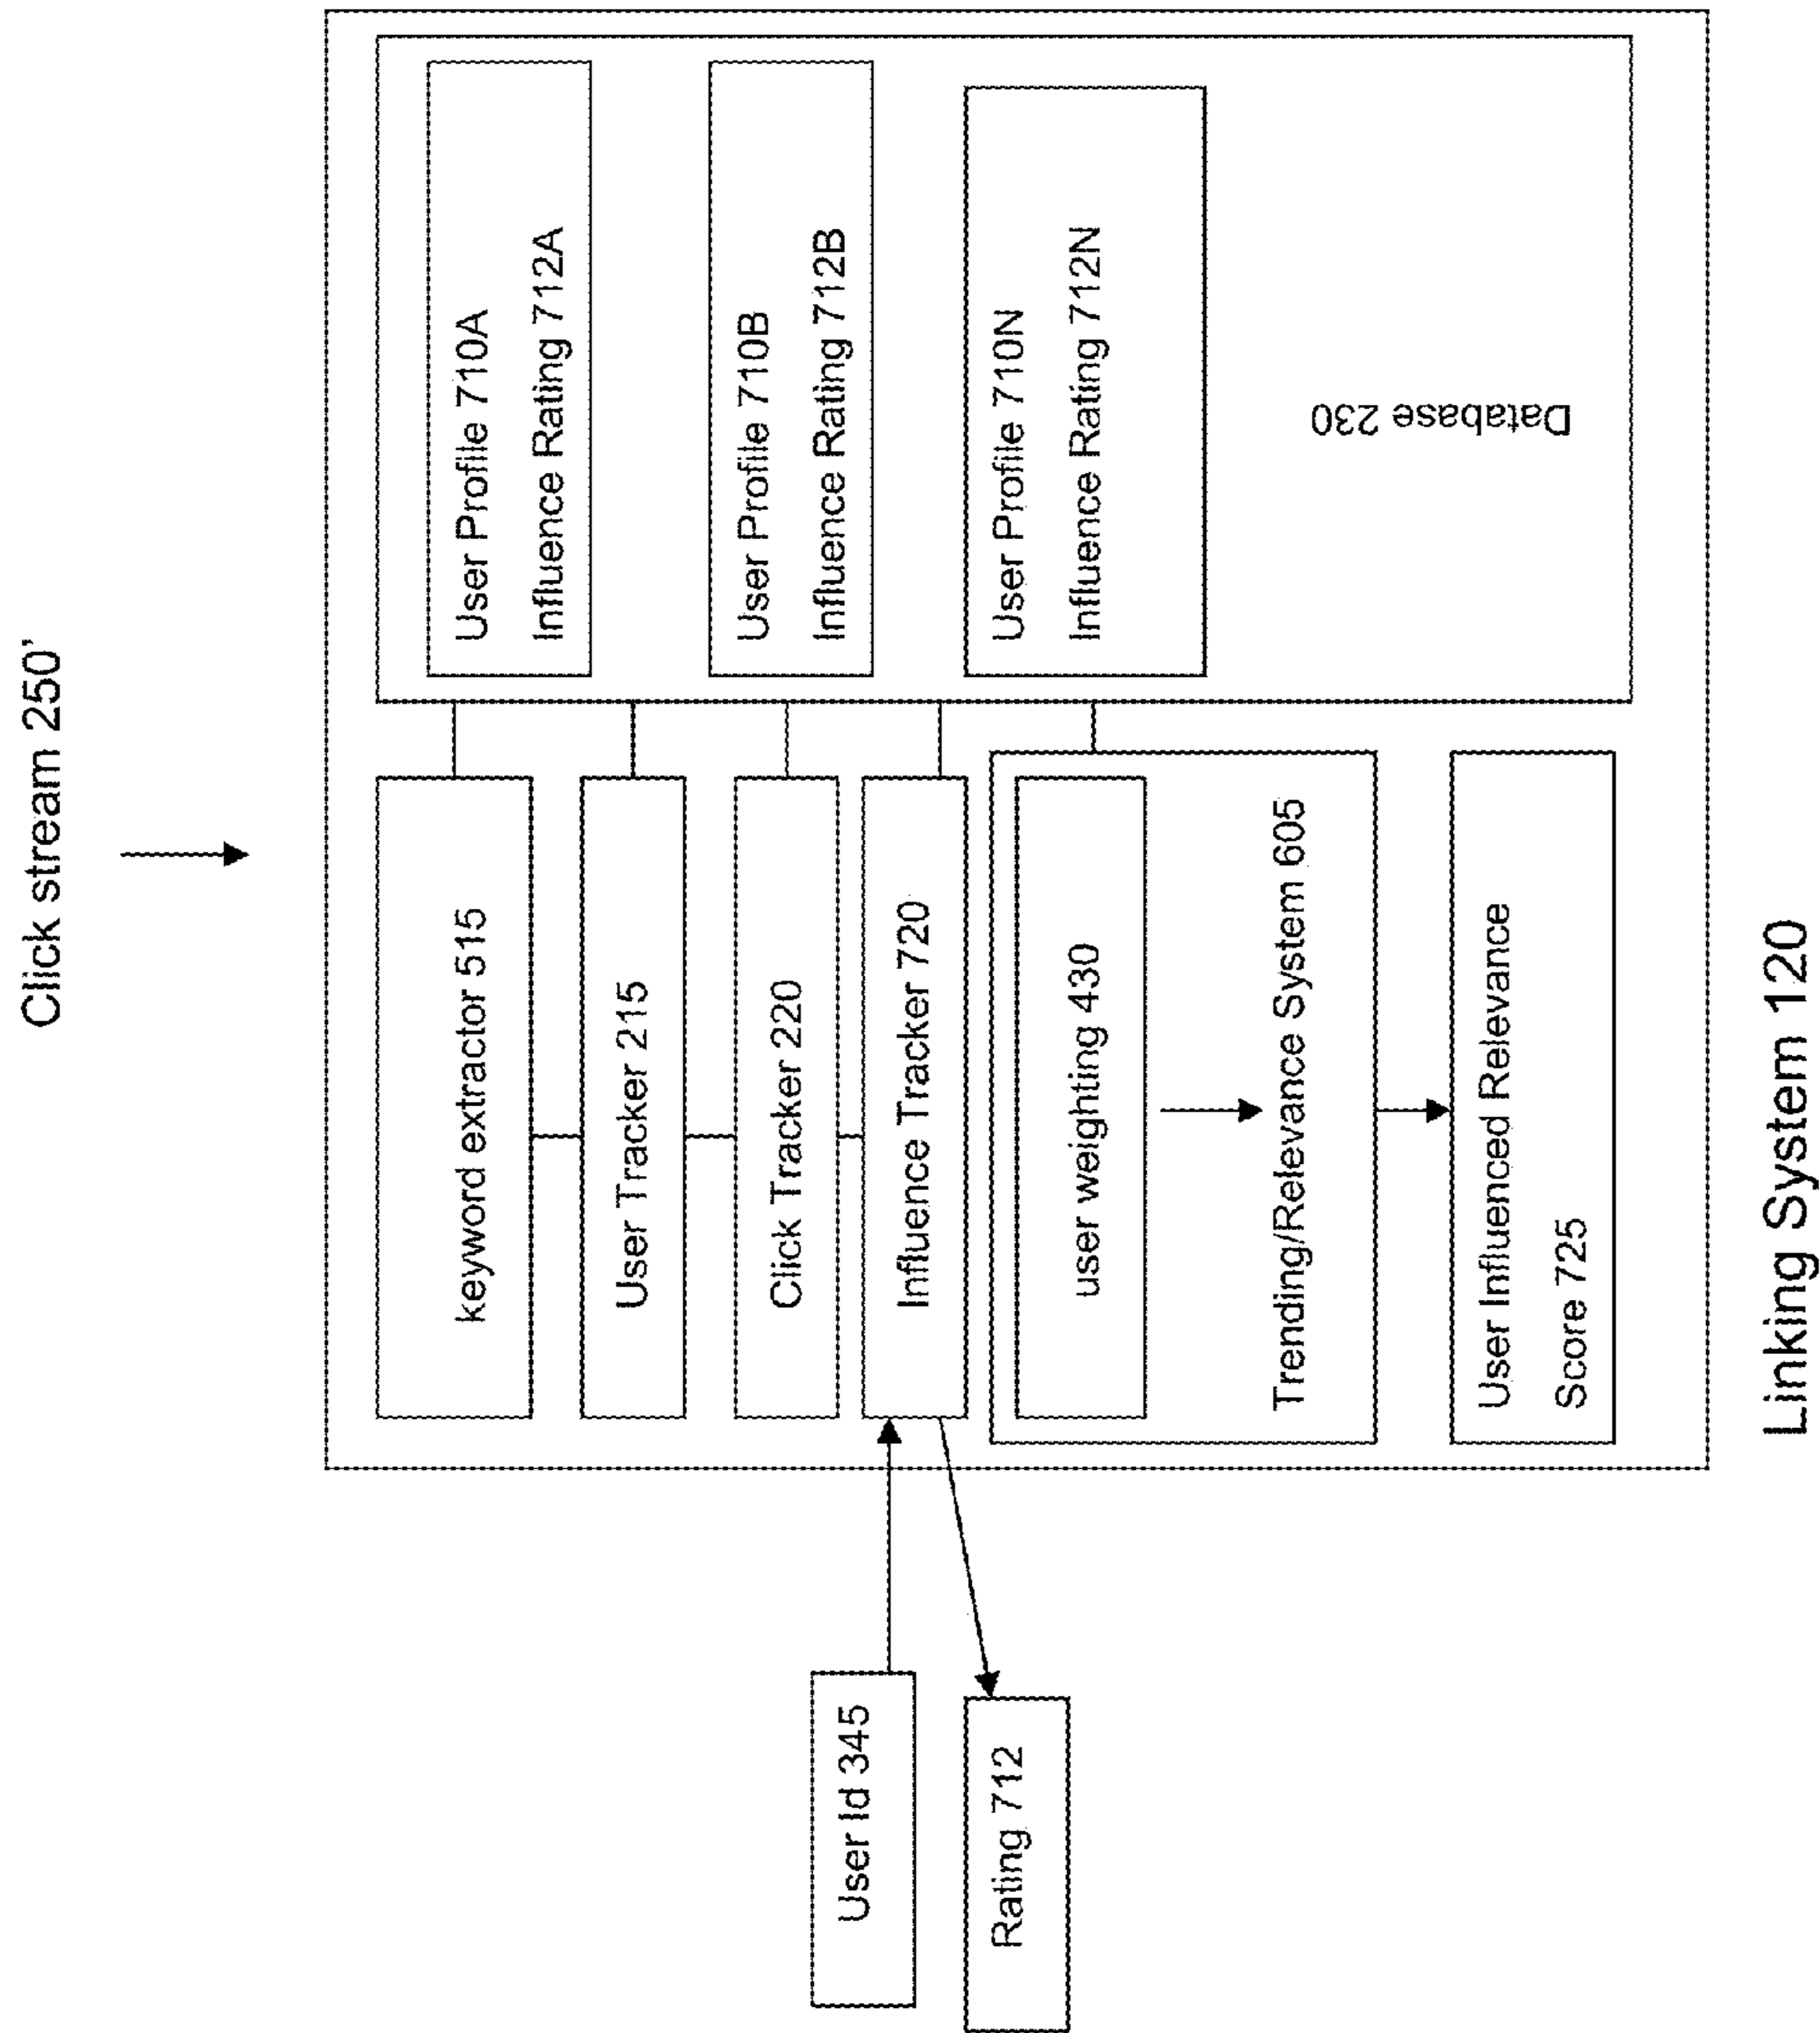 Click stream 250'
keyword extractor 515
User Tracker 215
Click Tracker 220
Influence Tracker 720
user weighting 430
Trending/Relevance System 605
User Influenced Relevance
Score 725
User Profile 710A
Influence Rating 712A
User Profile 710B
Influence Rating 712B
User Profile 710N
Influence Rating 712N
Database 230
User Id 345
Rating 712
Linking System 120